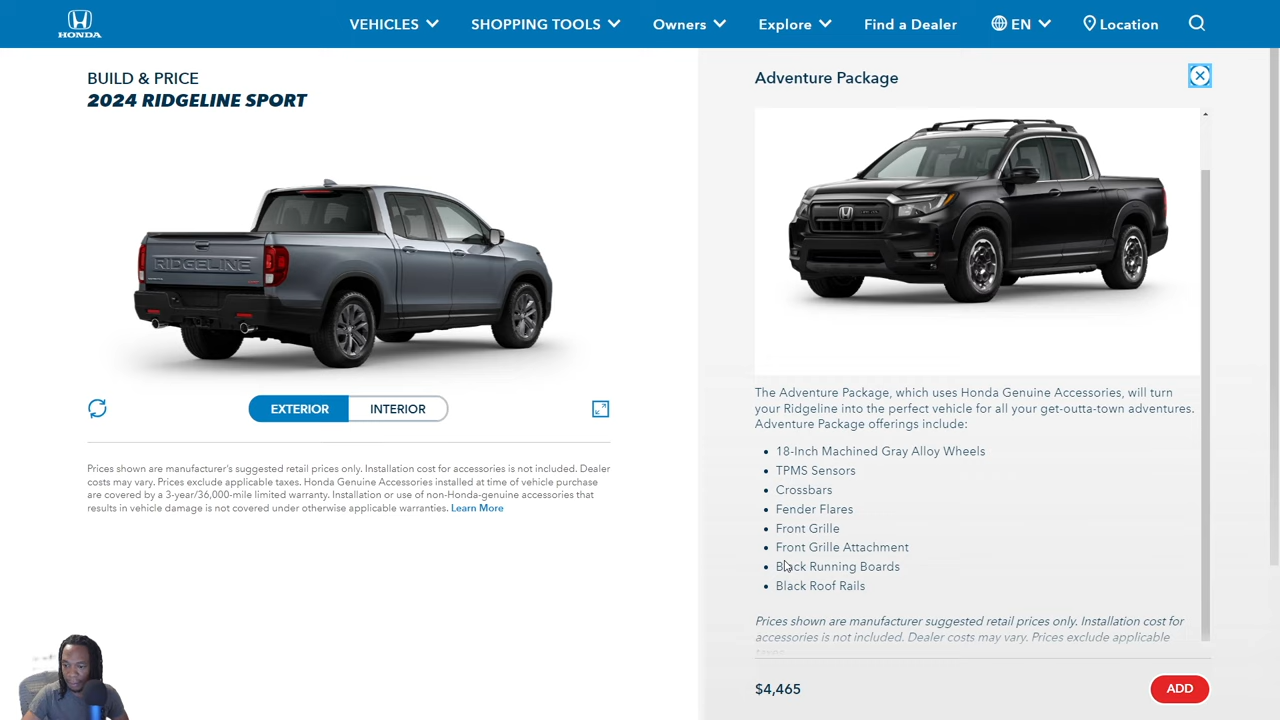 HONDA
VEHICLES
SHOPPING TOOLS
Owners
Explore
Find a Dealer
EN
Location
BUILD & PRICE
2024 RIDGELINE SPORT
RIDGELINE
EXTERIOR
INTERIOR
Prices shown are manufacturer's suggested retail prices only. Installation cost for accessories is not included. Dealer
costs may vary. Prices exclude applicable taxes. Honda Genuine Accessories installed at time of vehicle purchase
are covered by a 3-year/36,000-mile limited warranty. Installation or use of non-Honda-genuine accessories that
results in vehicle damage is not covered under otherwise applicable warranties. Learn More
Adventure Package
The Adventure Package, which uses Honda Genuine Accessories, will turn
your Ridgeline into the perfect vehicle for all your get-outta-town adventures.
Adventure Package offerings include:
• 18-Inch Machined Gray Alloy Wheels
• TPMS Sensors
• Crossbars
• Fender Flares
• Front Grille
• Front Grille Attachment
• Black Running Boards
• Black Roof Rails
Prices shown are manufacturer suggested retail prices only. Installation cost for
accessories is not included. Dealer costs may vary. Prices exclude applicable
taxes.
$4,465
ADD